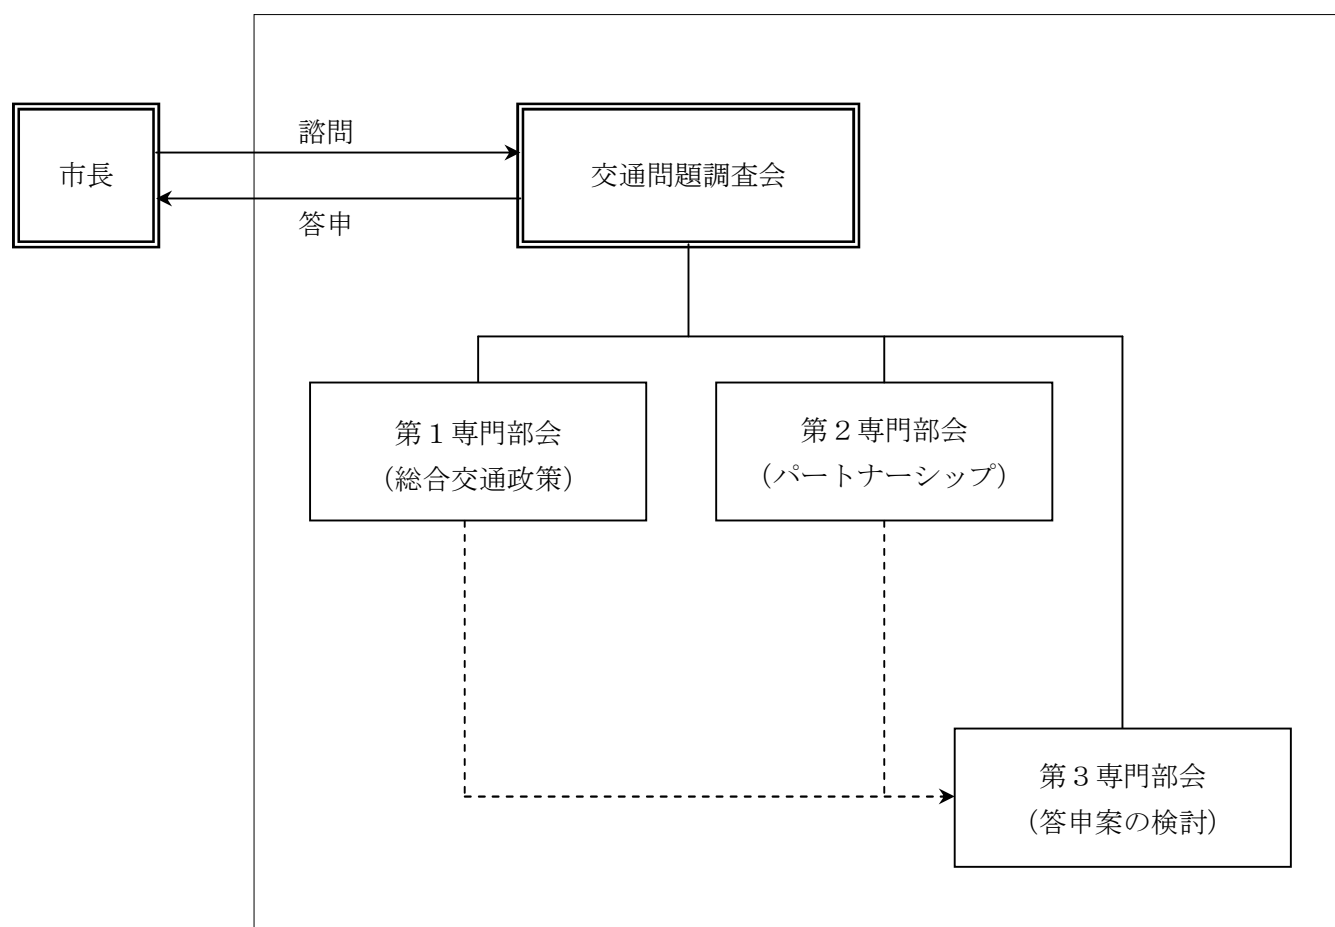 諮問
市長
交通問題調査会
答申
第１専門部会
（総合交通政策）
第２専門部会
（パートナーシップ）
第３専門部会
（答申案の検討）